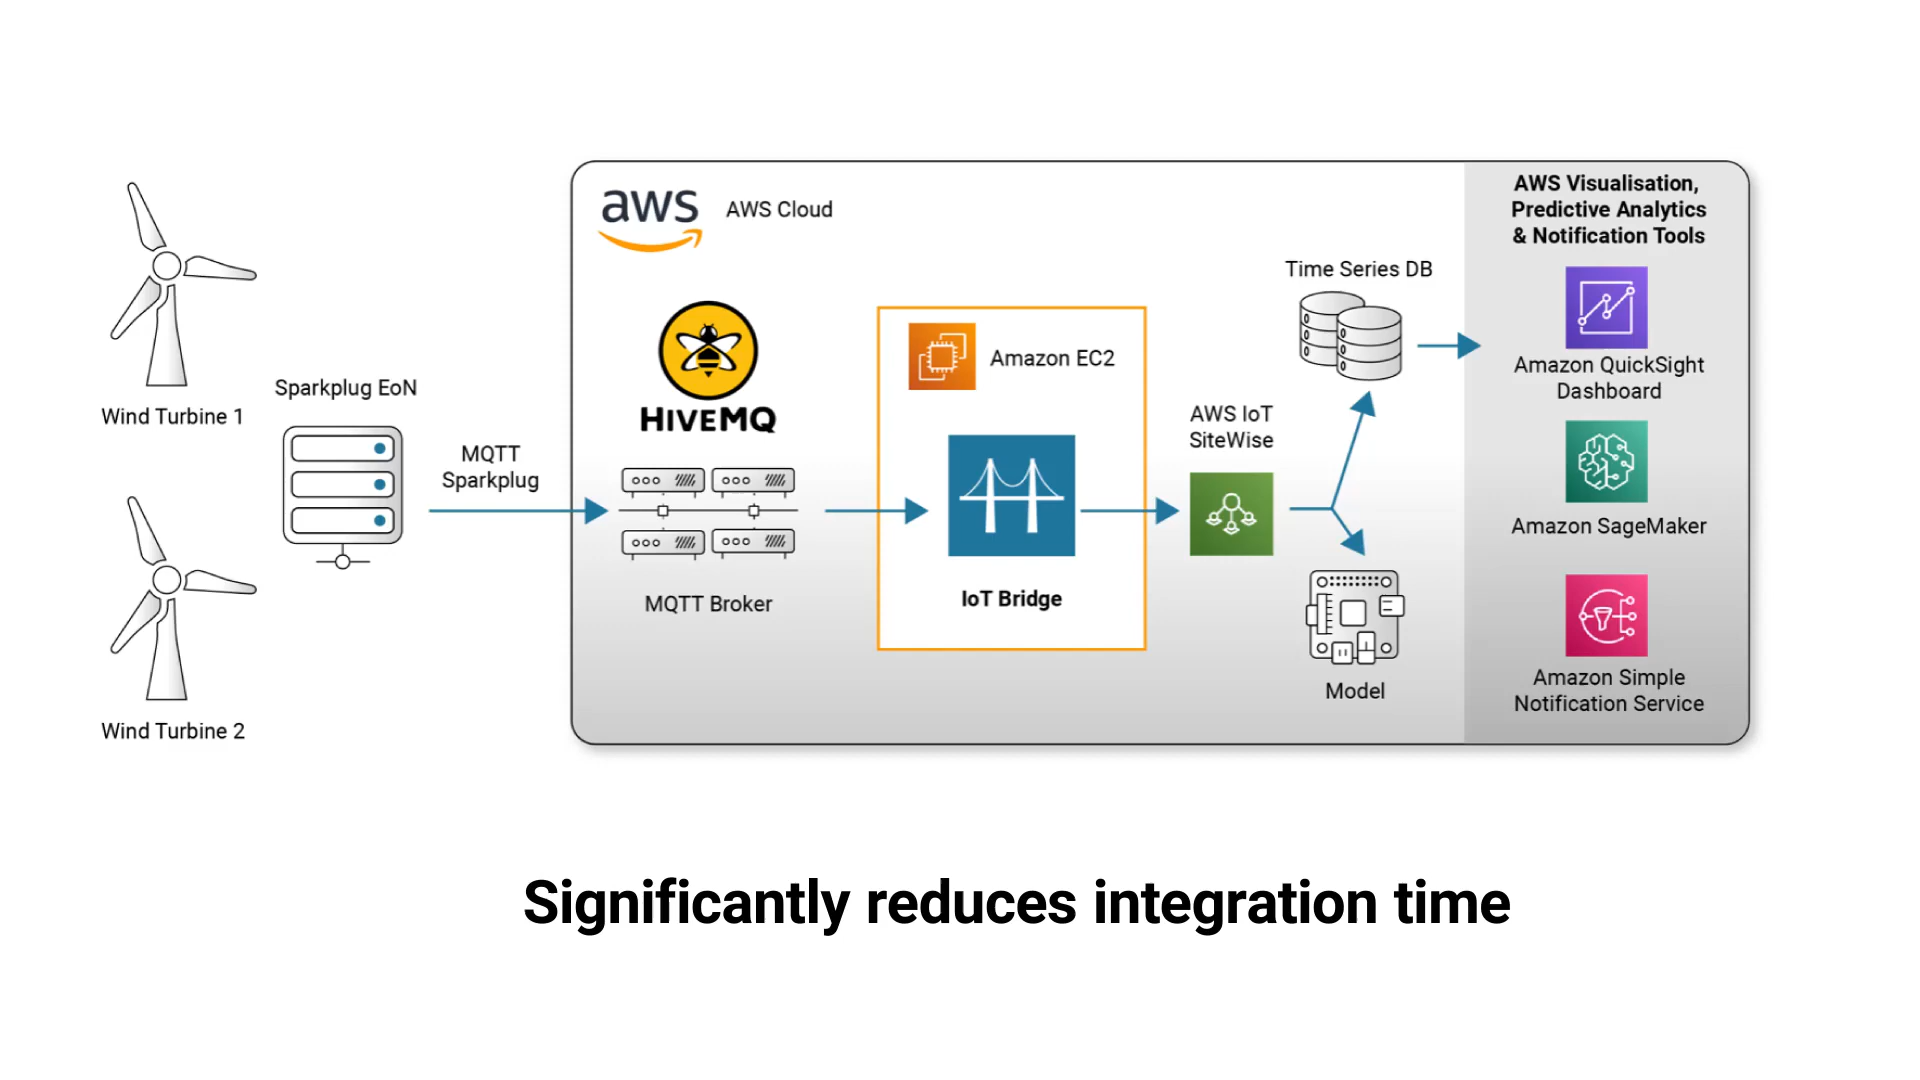 Wind Turbine 1
Wind Turbine 2
Sparkplug EoN
MQTT
Sparkplug
aws
AWS Cloud
HIVEMQ
MQTT Broker
Amazon EC2
IoT Bridge
AWS IoT
SiteWise
Time Series DB
Model
AWS Visualisation,
Predictive Analytics
& Notification Tools
Amazon QuickSight
Dashboard
Amazon SageMaker
Amazon Simple
Notification Service
Significantly reduces integration time